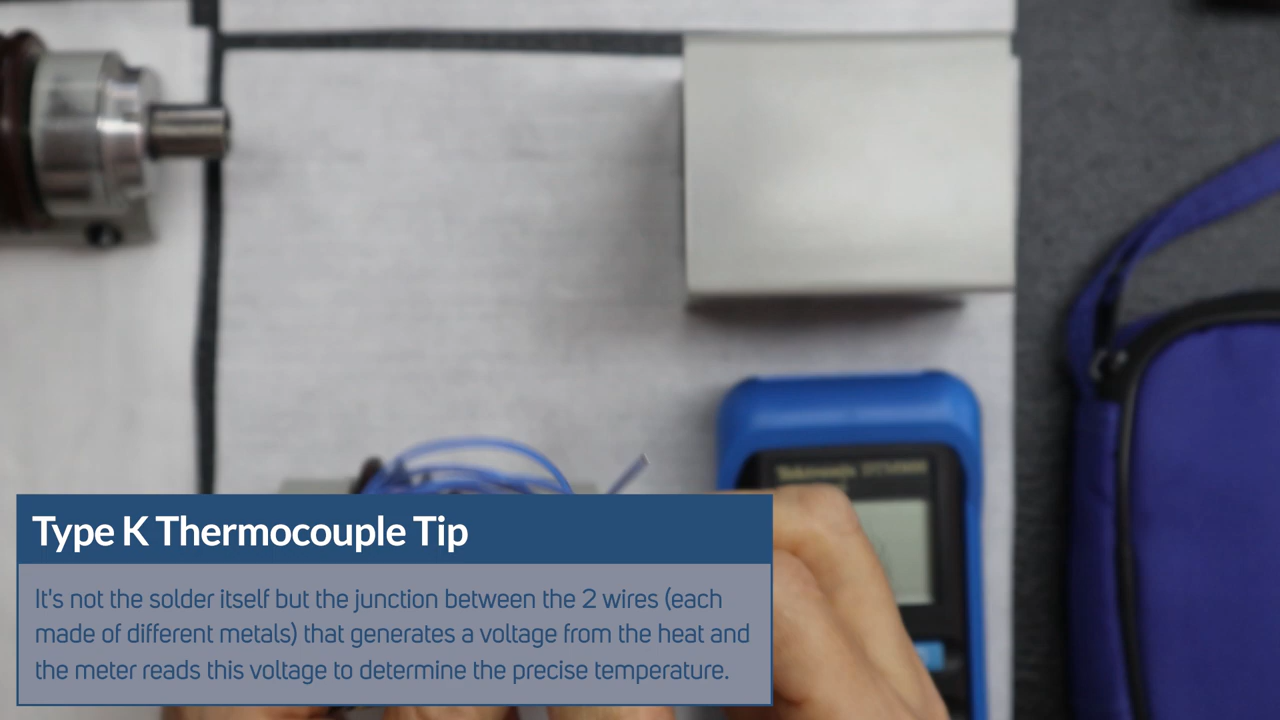 Tektronix
Type K Thermocouple Tip
It's not the solder itself but the junction between the 2 wires (each
made of different metals) that generates a voltage from the heat and
the meter reads this voltage to determine the precise temperature.